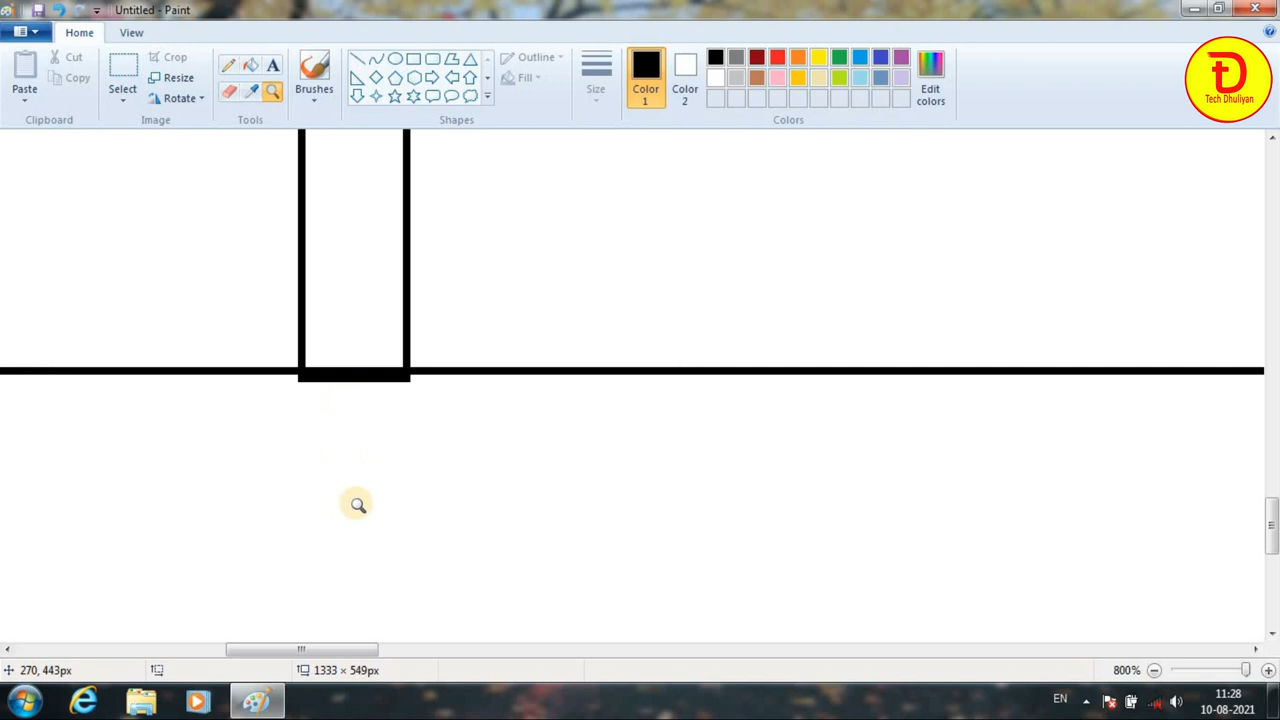 Untitled - Paint
Home View
Paste
Cut
Copy
Clipboard
Select
Crop
Resize
Rotate
Image
A
Tools
Brushes
Outline
Fill
Shapes
Size
Color 1
Color 2
Edit colors
Colors
Tech Dhuliyan
270, 443px
1333 × 549px
800%
EN
11:28
10-08-2021